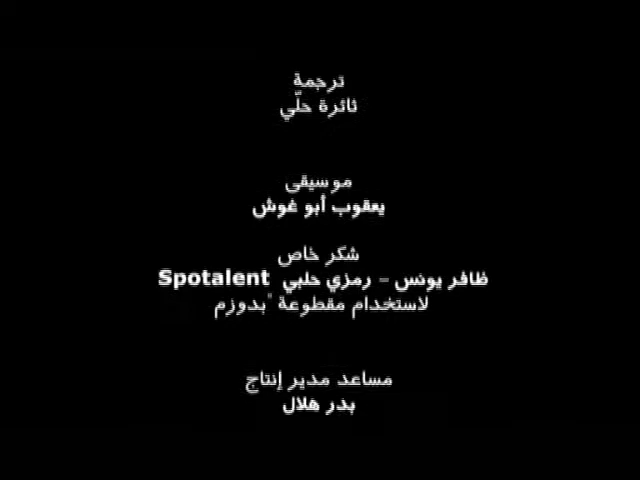 ترجمة
ثائرة حلّي
موسيقى
يعقوب أبو غوش
شكر خاص
ظافر يونس - رمزي حلبي Spotalent
لاستخدام مقطوعة "بدوزم
مساعد مدير إنتاج
بدر هلال